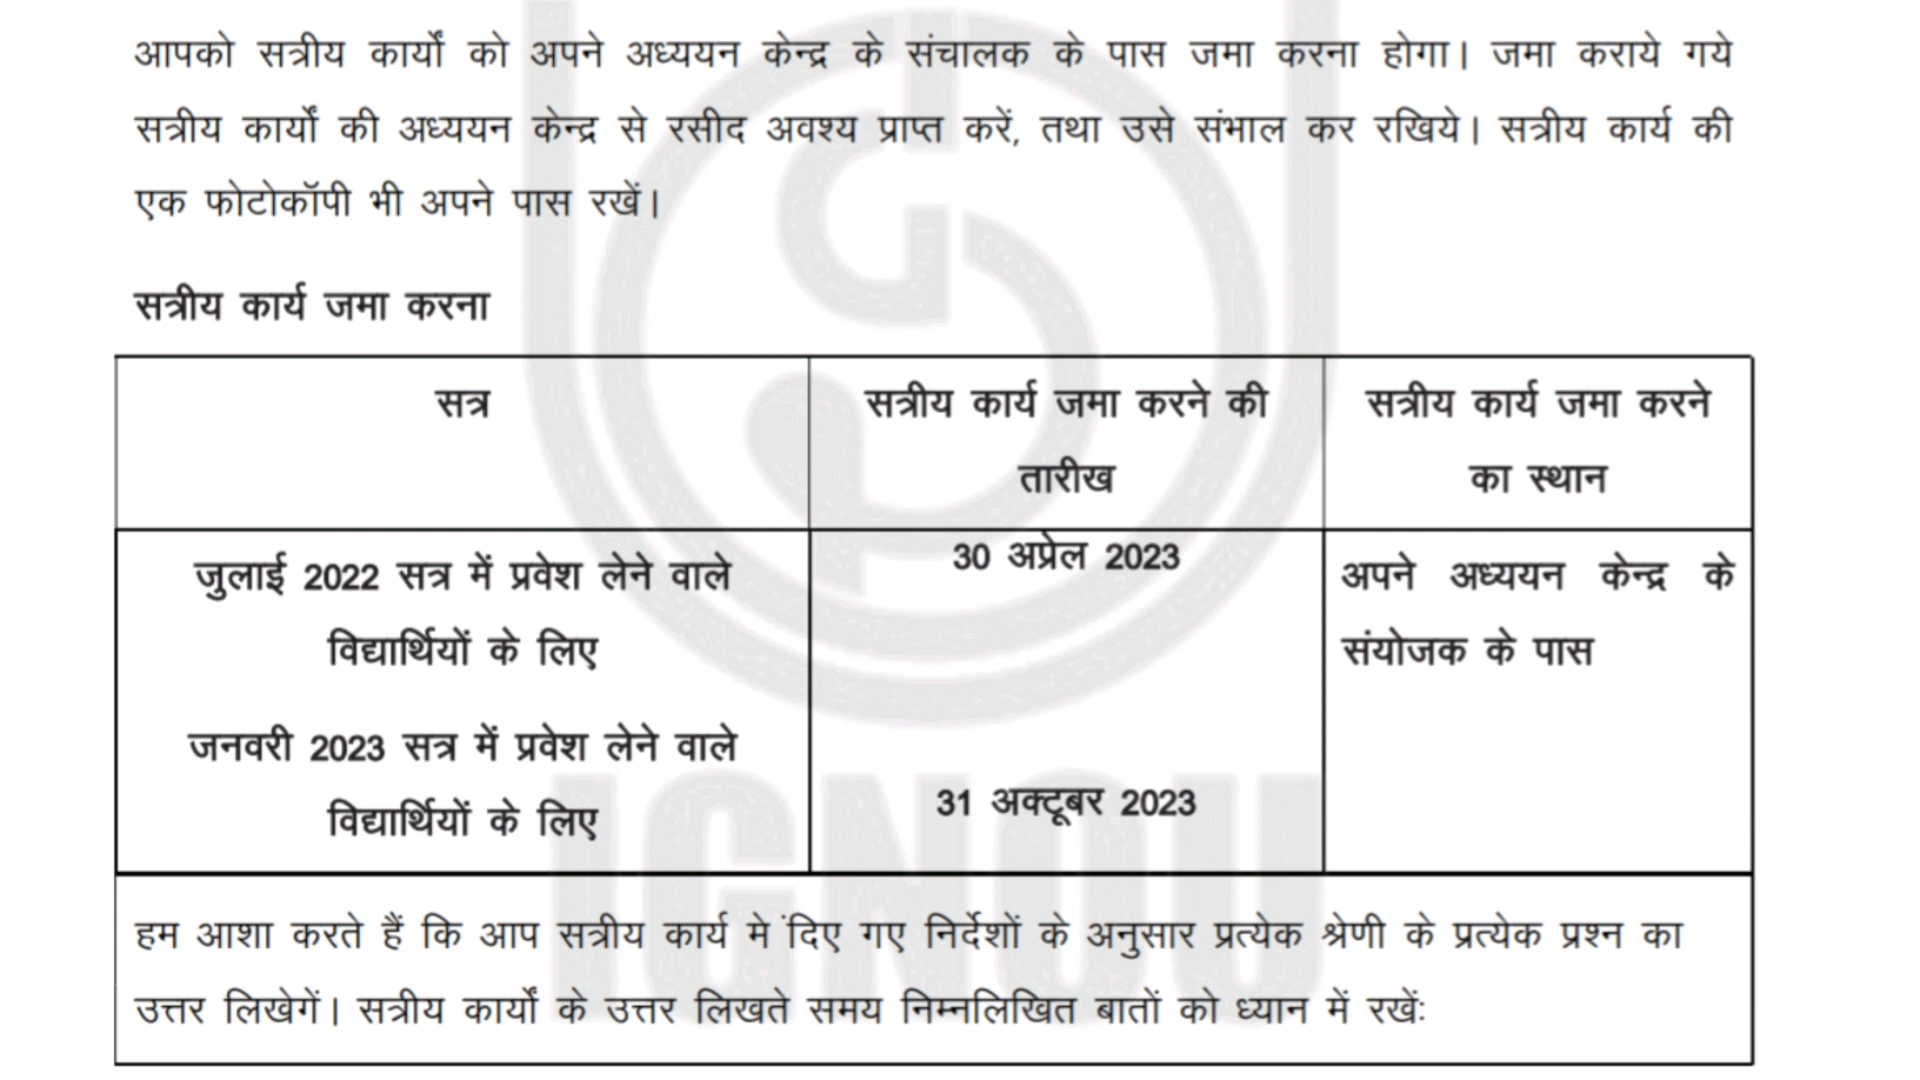 आपको सत्रीय कार्यों को अपने अध्ययन केन्द्र के संचालक के पास जमा करना होगा। जमा कराये गये
सत्रीय कार्यों की अध्ययन केन्द्र से रसीद अवश्य प्राप्त करें, तथा उसे संभाल कर रखिये। सत्रीय कार्य की
एक फोटोकॉपी भी अपने पास रखें।
सत्रीय कार्य जमा करना
सत्र
सत्रीय कार्य जमा करने की
तारीख
सत्रीय कार्य जमा करने
का स्थान
जुलाई 2022 सत्र में प्रवेश लेने वाले
विद्यार्थियों के लिए
30 अप्रेल 2023
अपने अध्ययन केन्द्र के
संयोजक के पास
जनवरी 2023 सत्र में प्रवेश लेने वाले
विद्यार्थियों के लिए
31 अक्टूबर 2023
हम आशा करते हैं कि आप सत्रीय कार्य मे ंदिए गए निर्देशों के अनुसार प्रत्येक श्रेणी के प्रत्येक प्रश्न का
उत्तर लिखेगें। सत्रीय कार्यों के उत्तर लिखते समय निम्नलिखित बातों को ध्यान में रखेंः
IGNOU